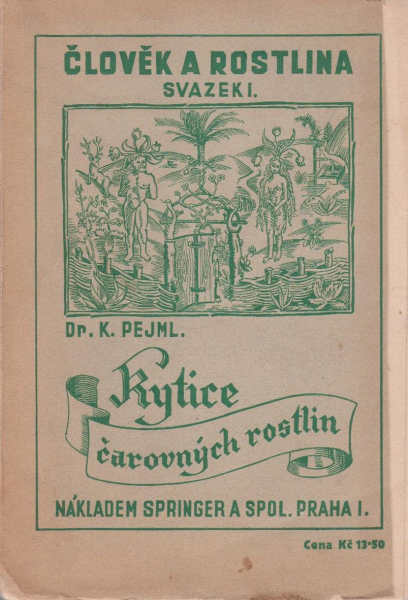 ČLOVĚK A ROSTLINA
SVAZEK I.
Dr. K. PEJML.
Kytice
čarovných rostlin
NÁKLADEM SPRINGER A SPOL. PRAHA I.
Cena Kč 13·50